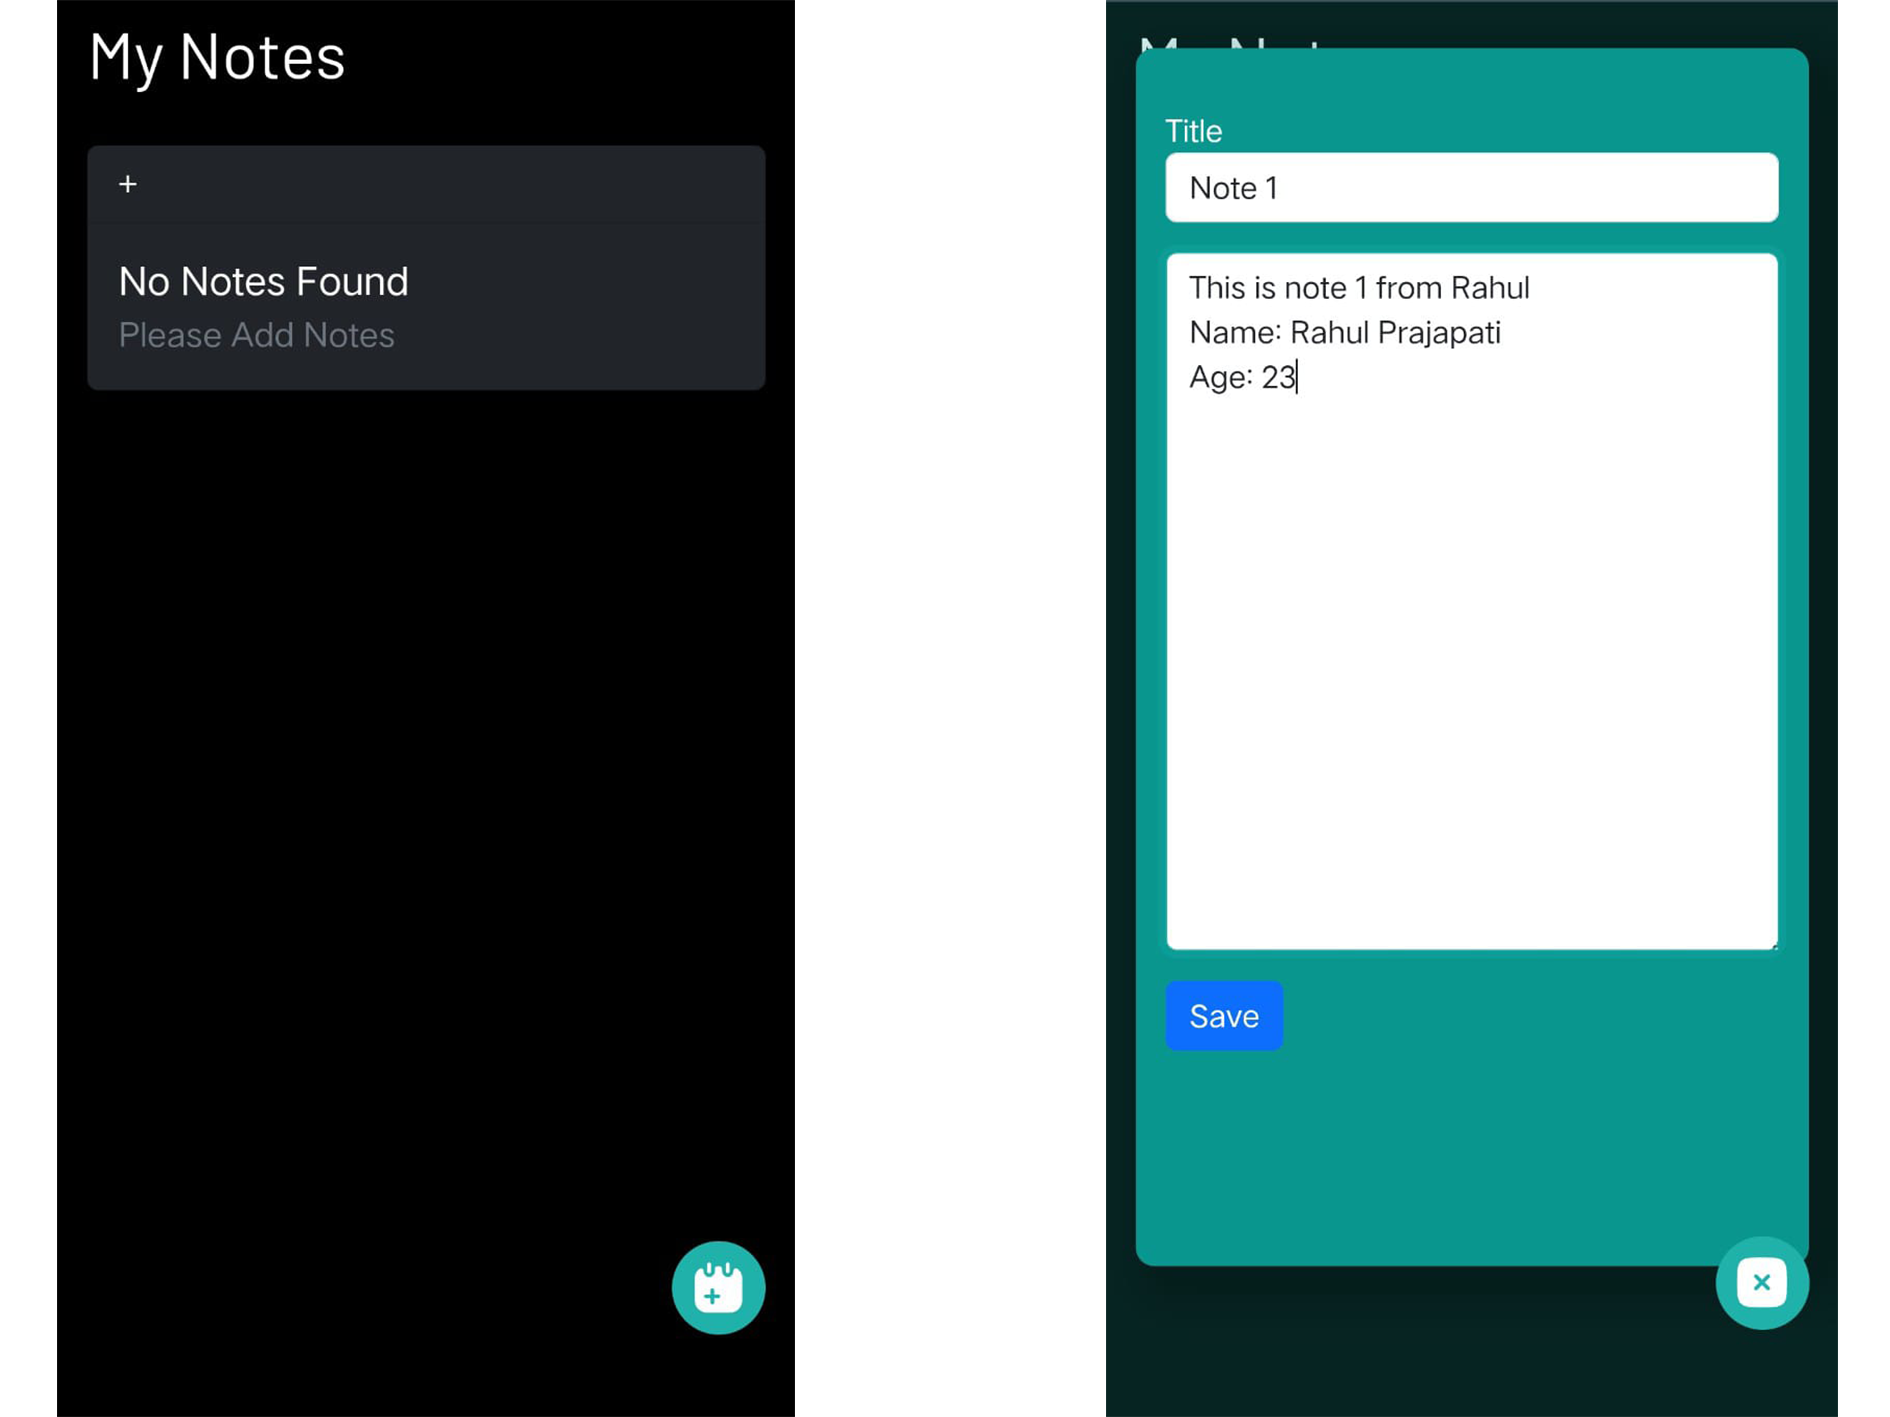 My Notes
+
No Notes Found
Please Add Notes
Title
Note 1
This is note 1 from Rahul
Name: Rahul Prajapati
Age: 23
Save